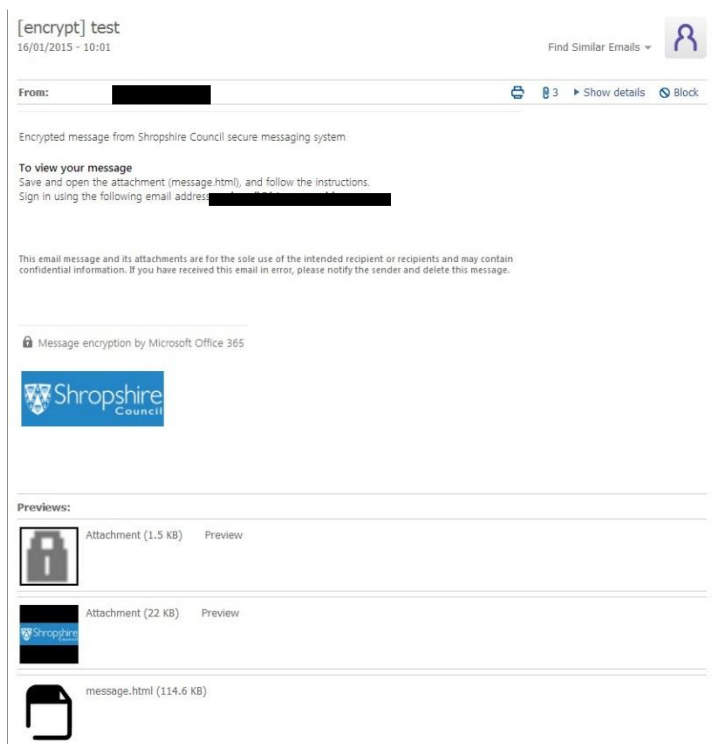 [encrypt] test
16/01/2015 - 10:01
Find Similar Emails
From:
3 Show details Block
Encrypted message from Shropshire Council secure messaging system
To view your message
Save and open the attachment (message.html), and follow the instructions.
Sign in using the following email address
This email message and its attachments are for the sole use of the intended recipient or recipients and may contain
confidential information. If you have received this email in error, please notify the sender and delete this message.
Message encryption by Microsoft Office 365
Shropshire
Council
Previews:
Attachment (1.5 KB) Preview
Attachment (22 KB) Preview
Shropshire
Council
message.html (114.6 KB)